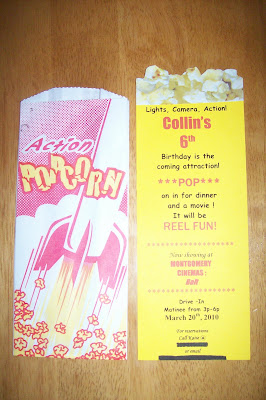 Action
POPCORN
Lights, Camera, Action!
Collin's
6th
Birthday is the
coming attraction!
***POP***
on in for dinner
and a movie !
It will be
REEL FUN!
Now showing at
CINEMAS :
Drive -In
Matinee from 3p-6p
March 20th, 2010
For reservations
or email